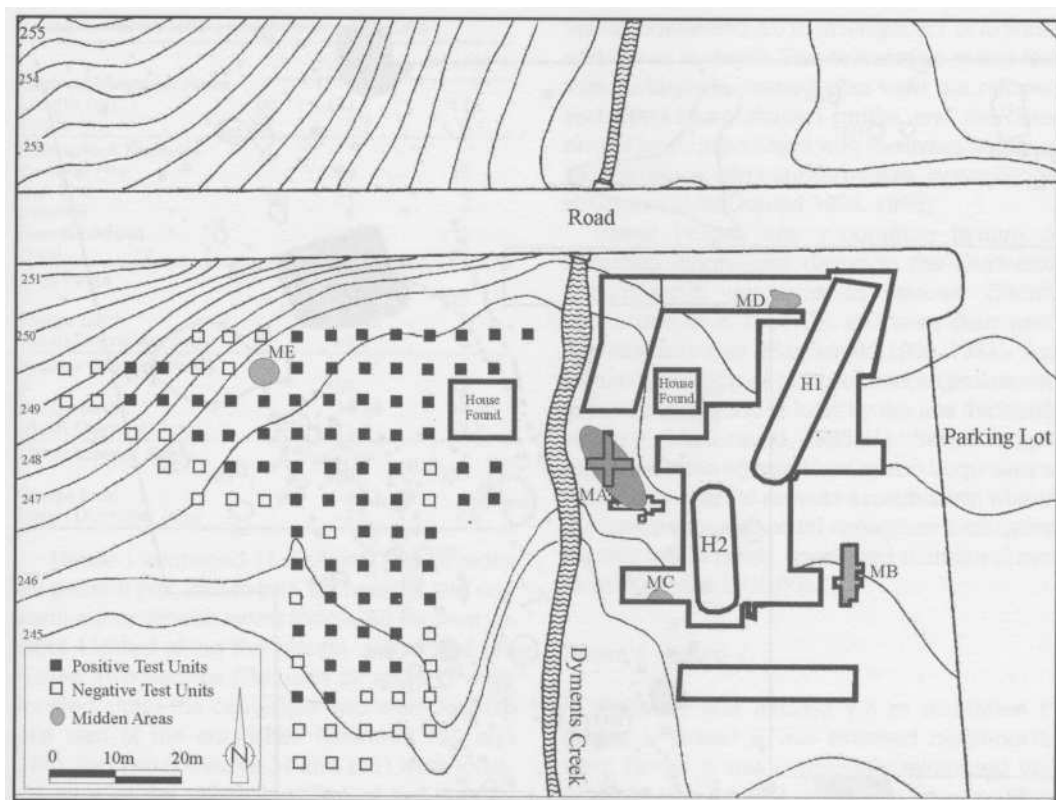 255
254
253
Road
251
250
249
248
247
246
245
ME
House
Found.
MD
House
Found.
H1
Parking Lot
MA
H2
MC
MB
Dyments Creek
Positive Test Units
Negative Test Units
Midden Areas
0 10m 20m